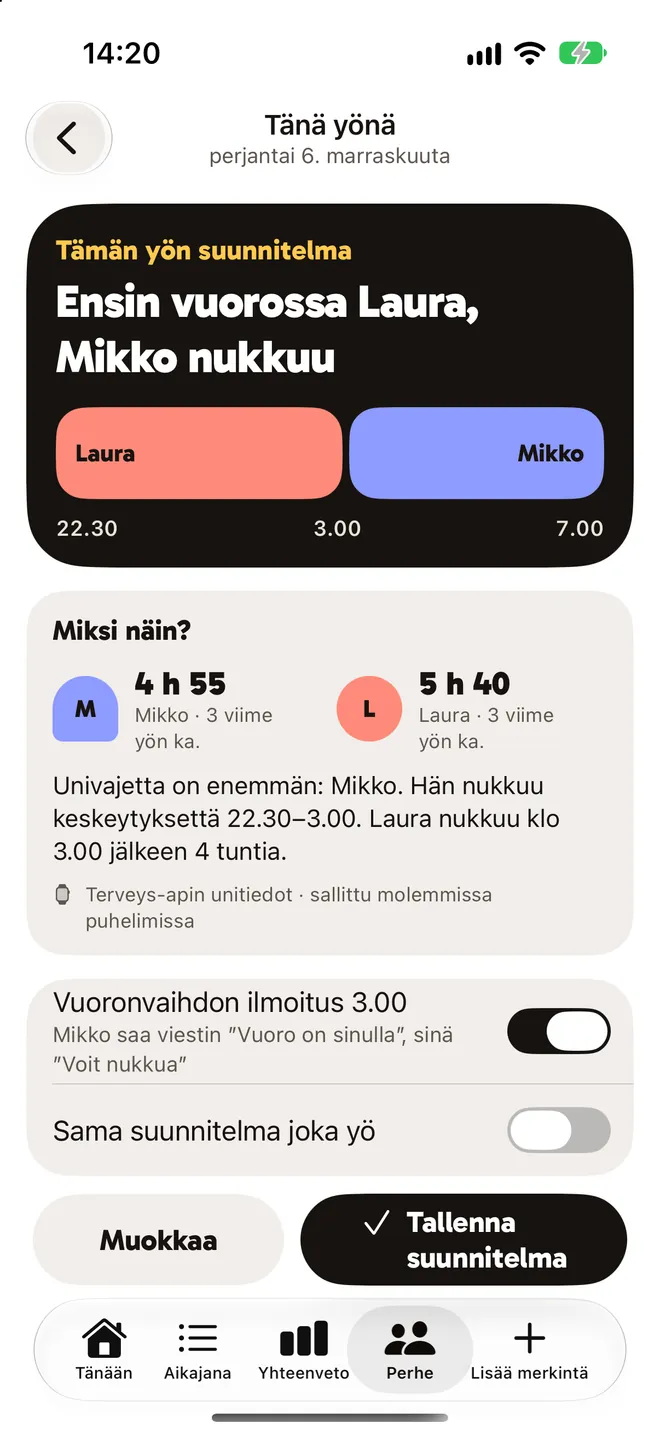 14:20
Tänä yönä
perjantai 6. marraskuuta
Tämän yön suunnitelma
Ensin vuorossa Laura,
Mikko nukkuu
Laura
Mikko
22.30
3.00
7.00
Miksi näin?
M
4 h 55
Mikko · 3 viime
yön ka.
L
5 h 40
Laura · 3 viime
yön ka.
Univajetta on enemmän: Mikko. Hän nukkuu
keskeytyksettä 22.30–3.00. Laura nukkuu klo
3.00 jälkeen 4 tuntia.
Terveys-apin unitiedot · sallittu molemmissa
puhelimissa
Vuoronvaihdon ilmoitus 3.00
Mikko saa viestin ”Vuoro on sinulla”, sinä
”Voit nukkua”
Sama suunnitelma joka yö
Muokkaa
Tallenna
suunnitelma
Tänään
Aikajana
Yhteenveto
Perhe
Lisää merkintä